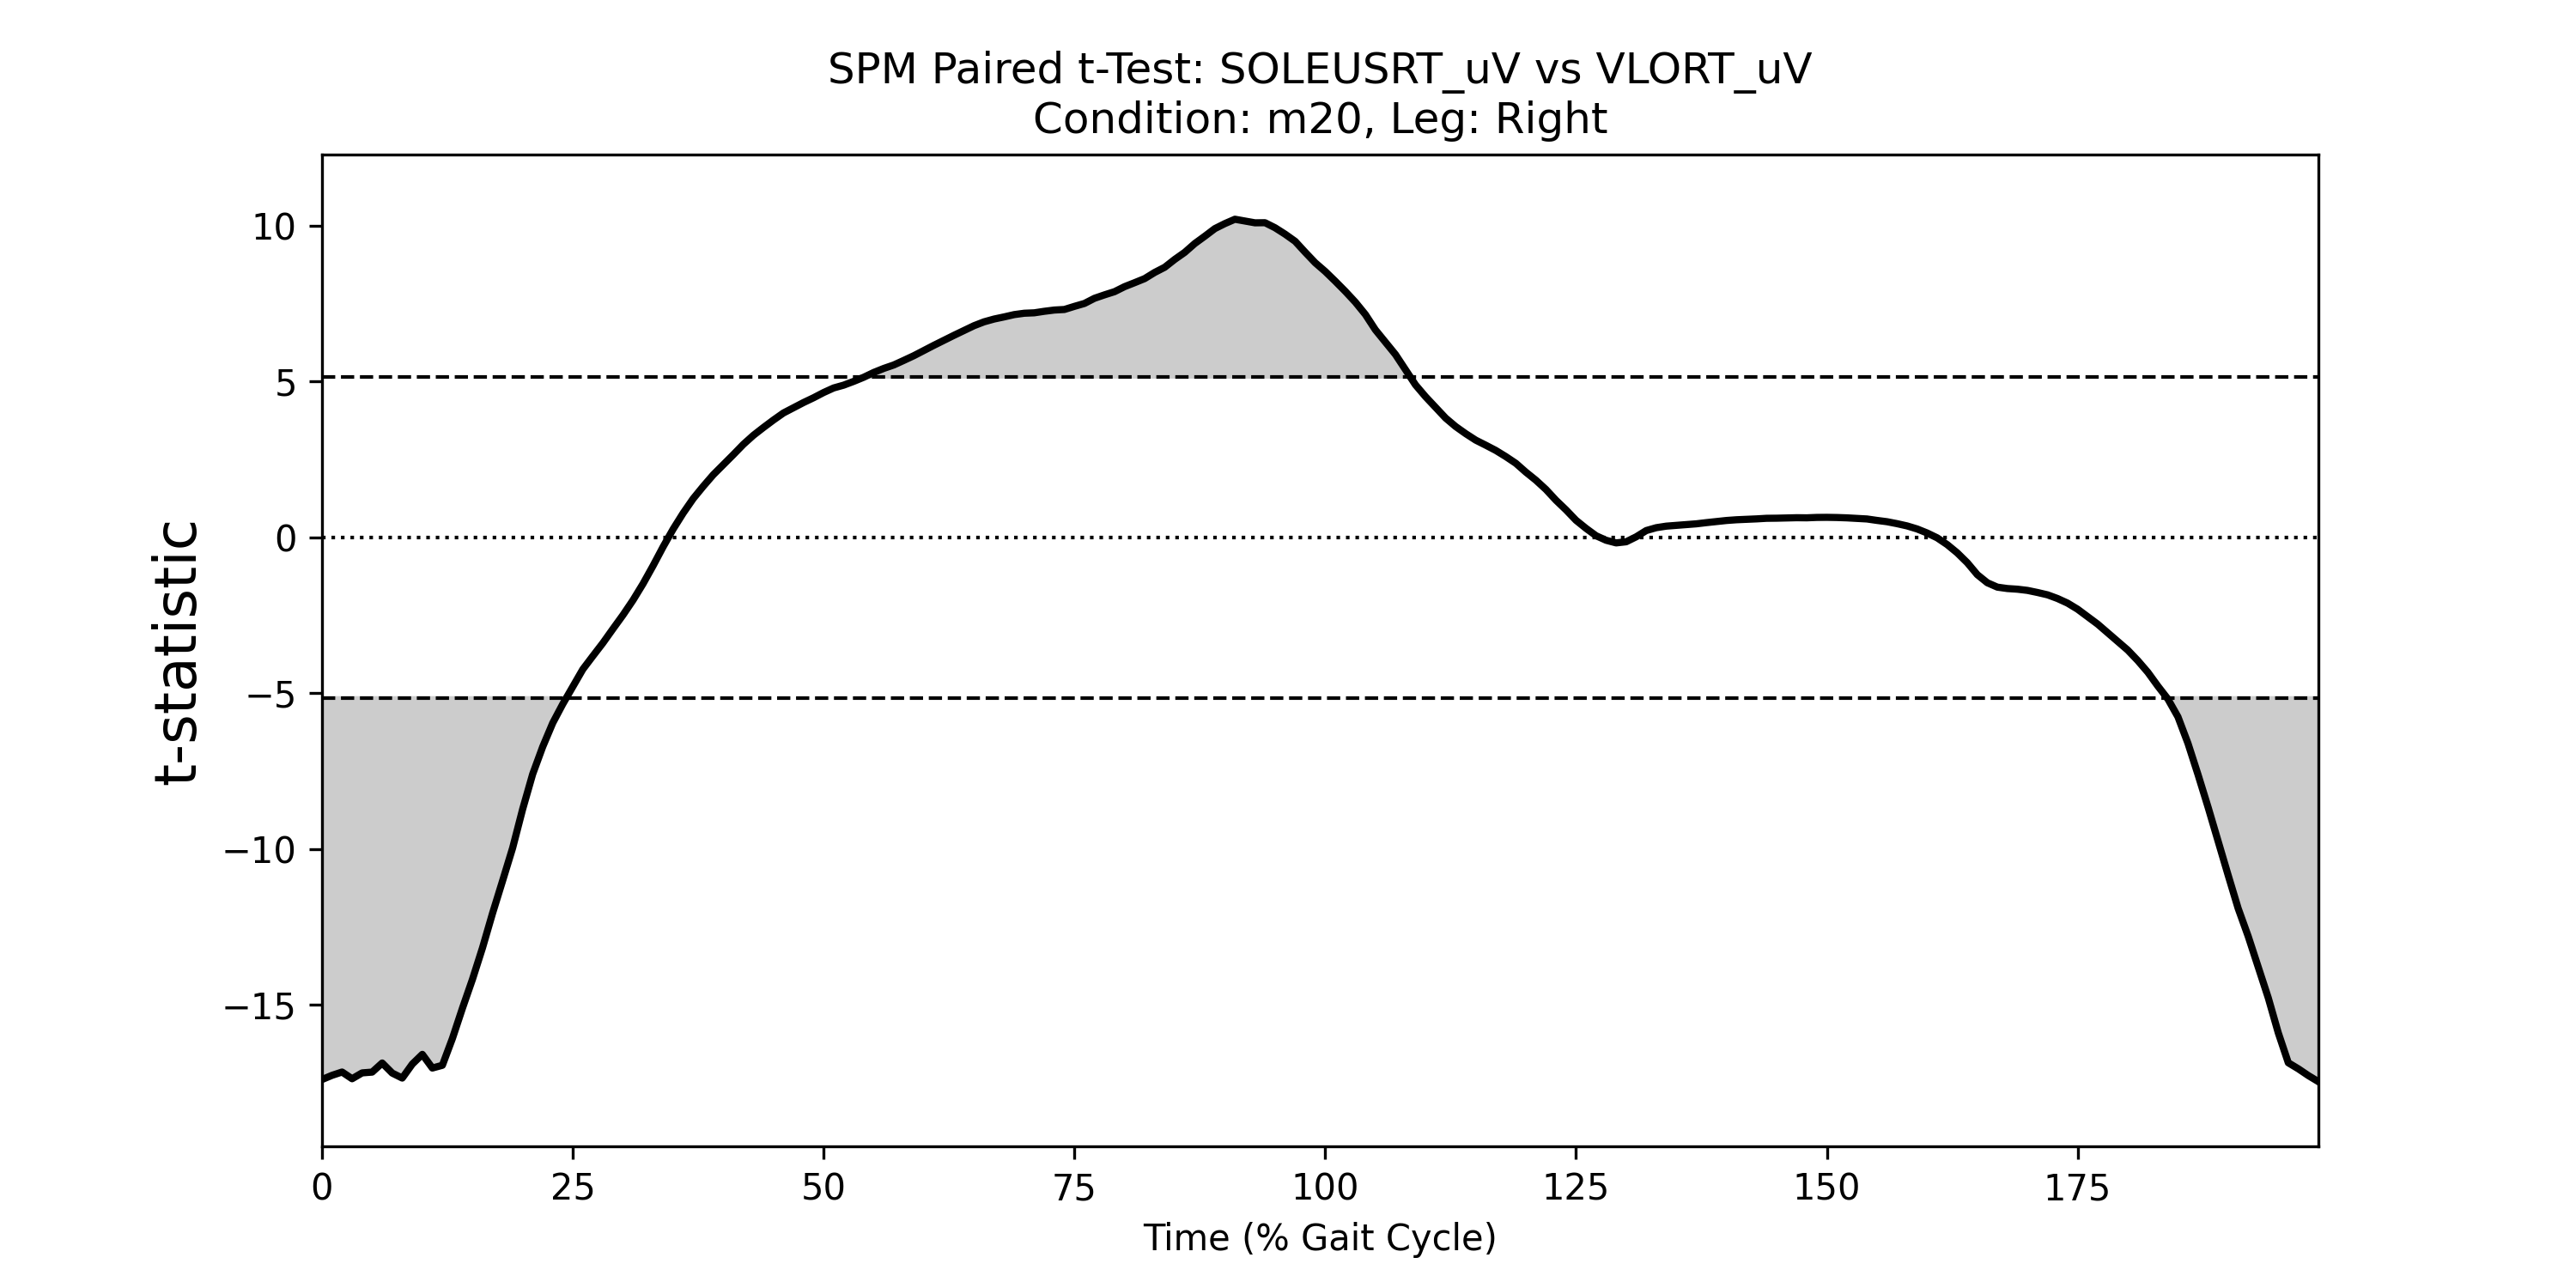 SPM Paired t-Test: SOLEUSRT_uV vs VLORT_uV
Condition: m20, Leg: Right
t-statistic
10
5
0
−5
−10
−15
0 25 50 75 100 125 150 175
Time (% Gait Cycle)